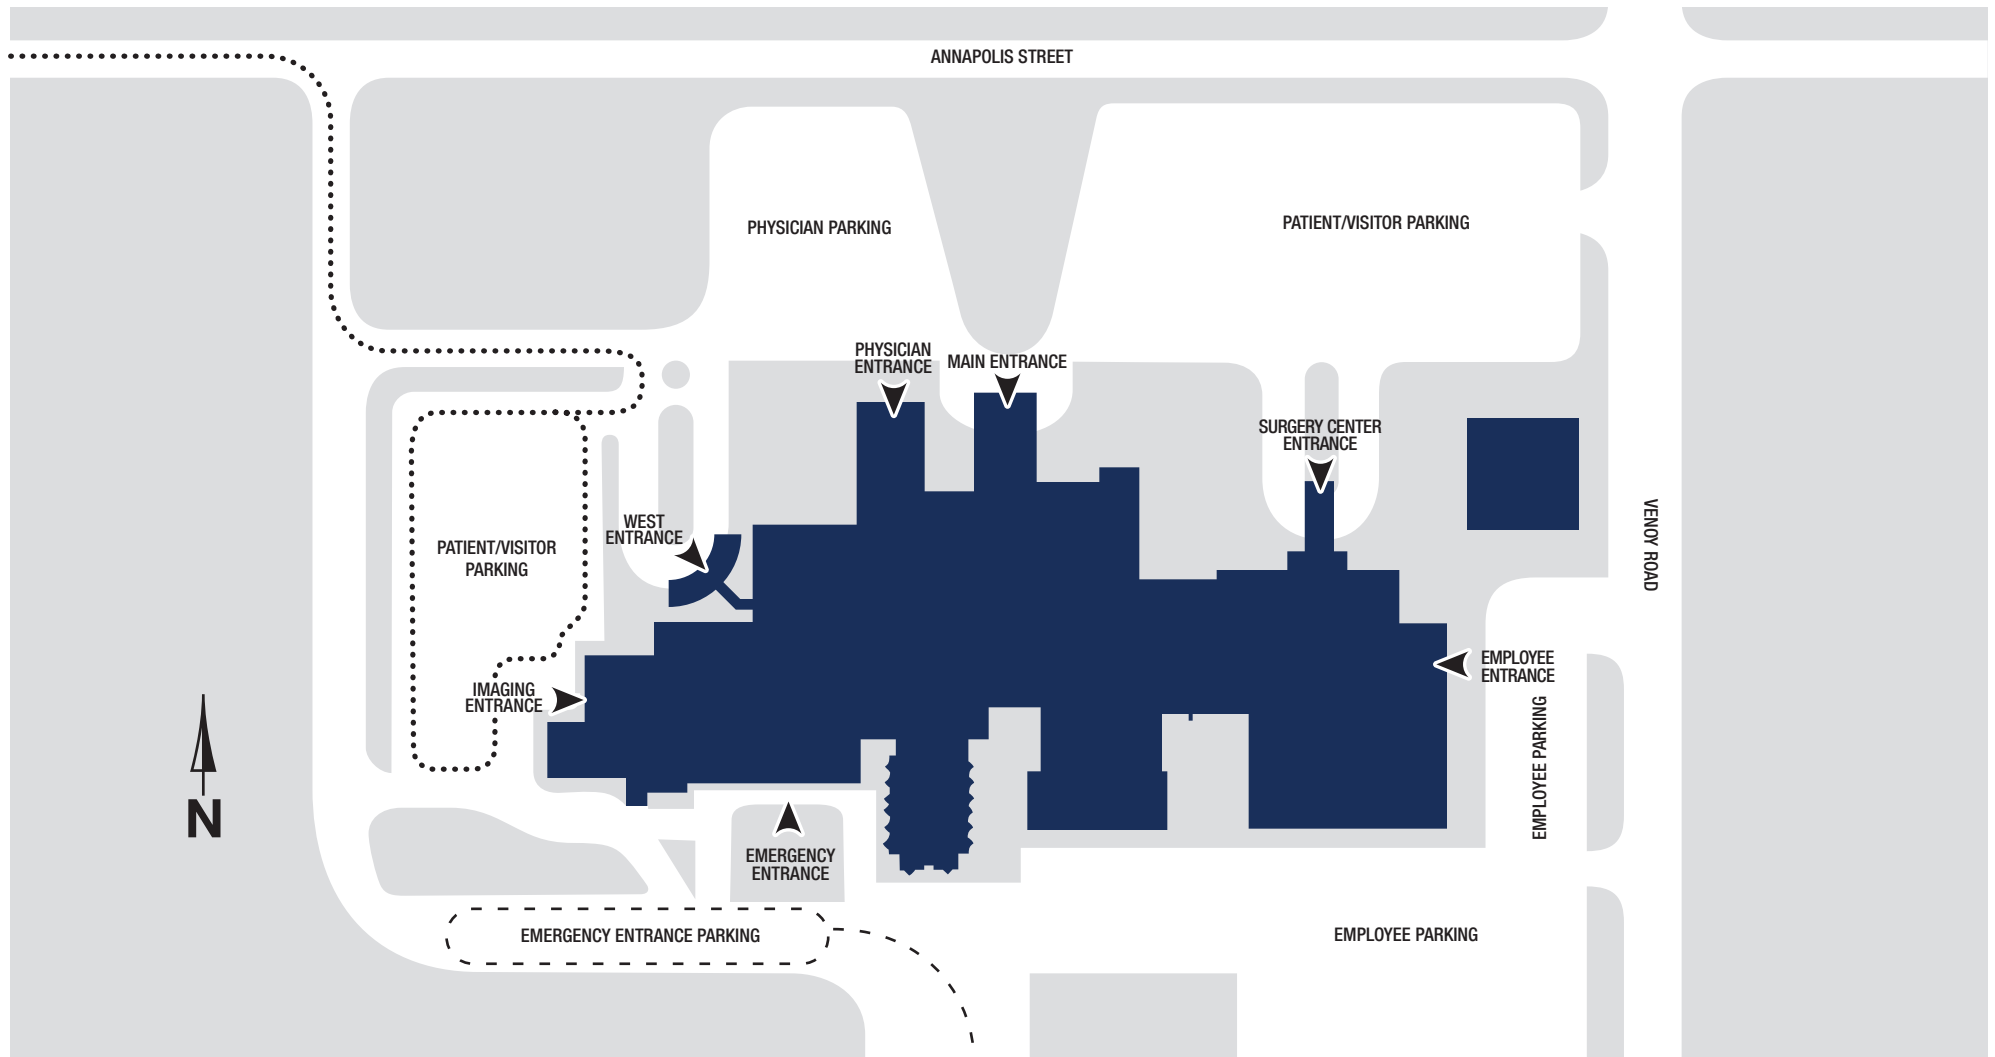 ANNAPOLIS STREET
PHYSICIAN PARKING
PATIENT/VISITOR PARKING
PHYSICIAN
ENTRANCE
MAIN ENTRANCE
SURGERY CENTER
ENTRANCE
WEST
ENTRANCE
PATIENT/VISITOR
PARKING
VENOY ROAD
IMAGING
ENTRANCE
EMPLOYEE
ENTRANCE
EMPLOYEE PARKING
N
EMERGENCY
ENTRANCE
EMERGENCY ENTRANCE PARKING
EMPLOYEE PARKING